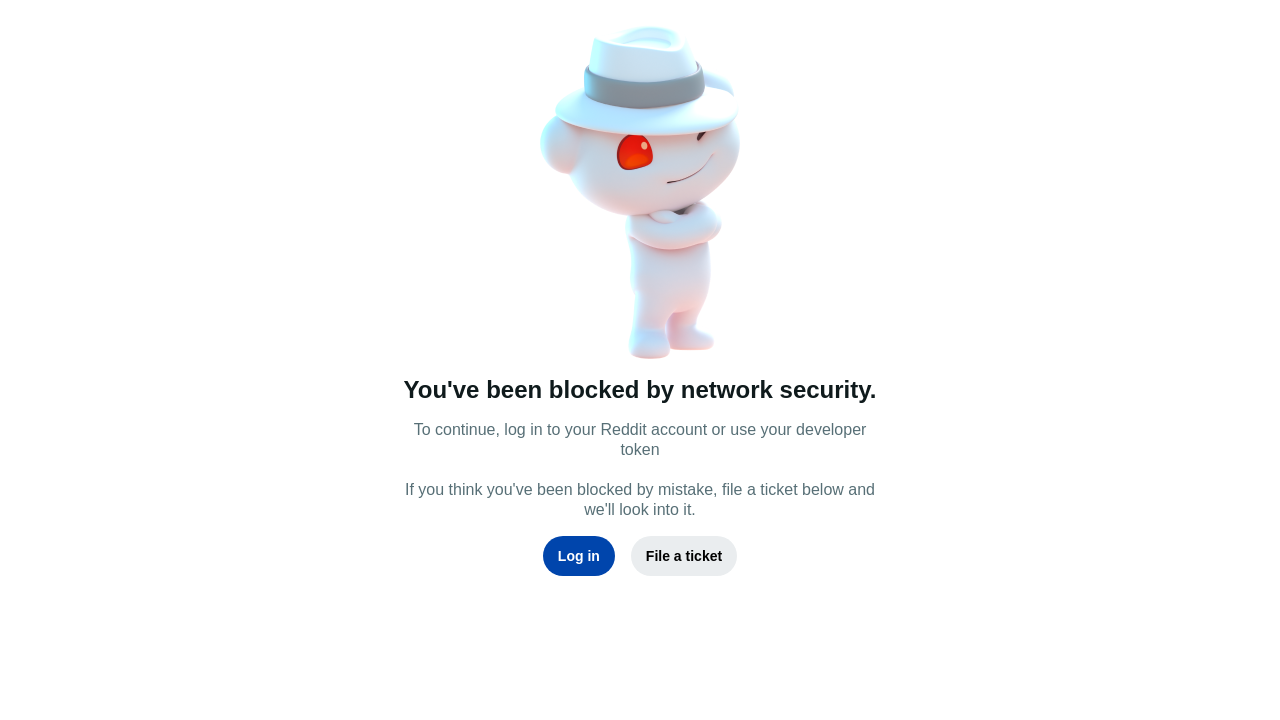 You've been blocked by network security.
To continue, log in to your Reddit account or use your developer
token
If you think you've been blocked by mistake, file a ticket below and
we'll look into it.
Log in
File a ticket